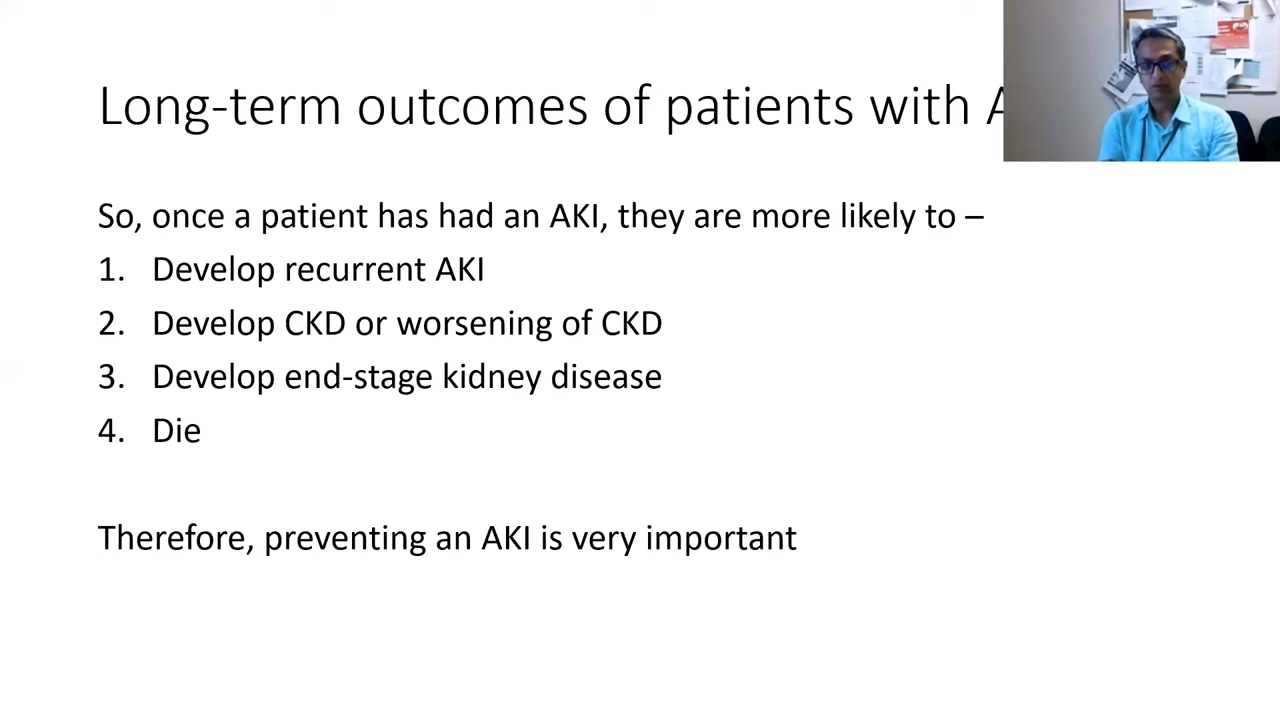 Long-term outcomes of patients with
So, once a patient has had an AKI, they are more likely to –
1. Develop recurrent AKI
2. Develop CKD or worsening of CKD
3. Develop end-stage kidney disease
4. Die
Therefore, preventing an AKI is very important